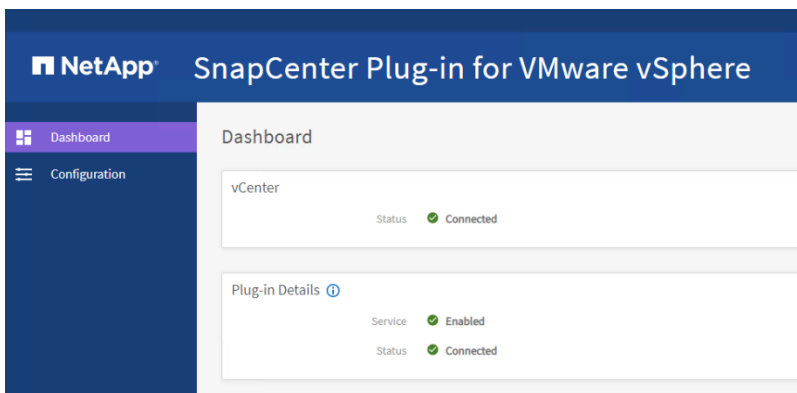 NetApp® SnapCenter Plug-in for VMware vSphere
Dashboard
Configuration
Dashboard
vCenter
Status Connected
Plug-in Details
Service Enabled
Status Connected